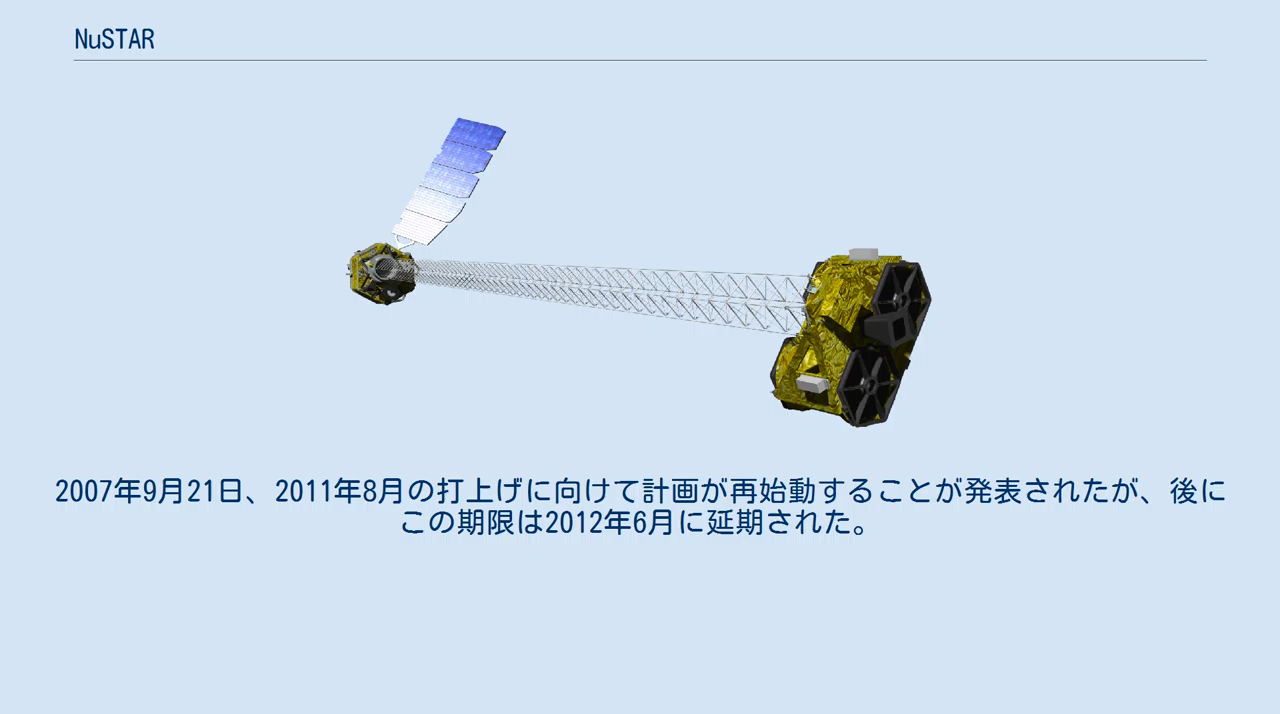 NuSTAR
2007年9月21日、2011年8月の打上げに向けて計画が再始動することが発表されたが、後に
この期限は2012年6月に延期された。